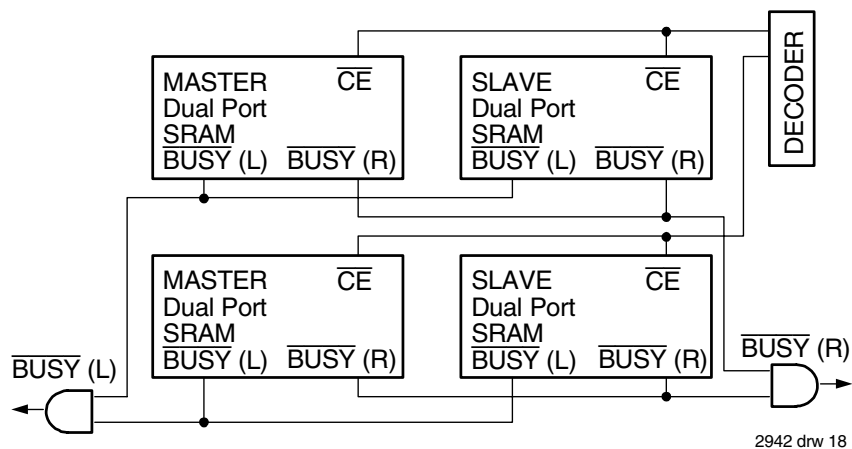 MASTER
Dual Port
SRAM
CE
BUSY (L) BUSY (R)
SLAVE
Dual Port
SRAM
CE
BUSY (L) BUSY (R)
DECODER
MASTER
Dual Port
SRAM
CE
BUSY (L) BUSY (R)
SLAVE
Dual Port
SRAM
CE
BUSY (L) BUSY (R)
BUSY (L)
BUSY (R)
2942 drw 18